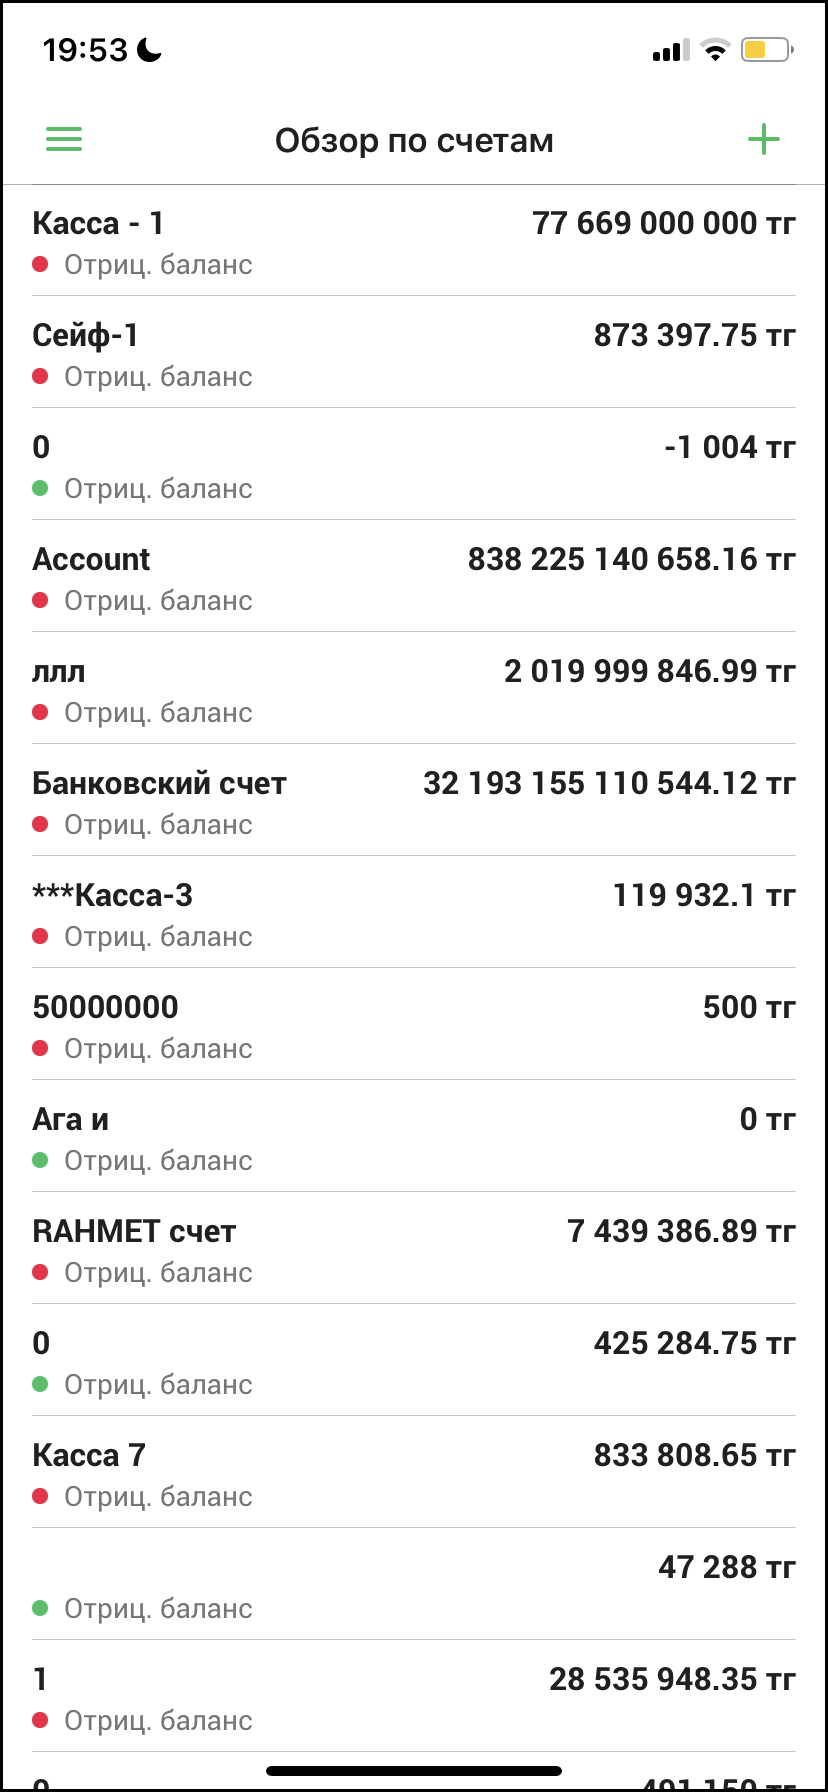 19:53
Обзор по счетам
Касса - 1 77 669 000 000 тг
Отриц. баланс
Сейф-1 873 397.75 тг
Отриц. баланс
0 -1 004 тг
Отриц. баланс
Account 838 225 140 658.16 тг
Отриц. баланс
ллл 2 019 999 846.99 тг
Отриц. баланс
Банковский счет 32 193 155 110 544.12 тг
Отриц. баланс
***Касса-3 119 932.1 тг
Отриц. баланс
50000000 500 тг
Отриц. баланс
Ага и 0 тг
Отриц. баланс
RAHMET счет 7 439 386.89 тг
Отриц. баланс
0 425 284.75 тг
Отриц. баланс
Касса 7 833 808.65 тг
Отриц. баланс
47 288 тг
Отриц. баланс
1 28 535 948.35 тг
Отриц. баланс
тг